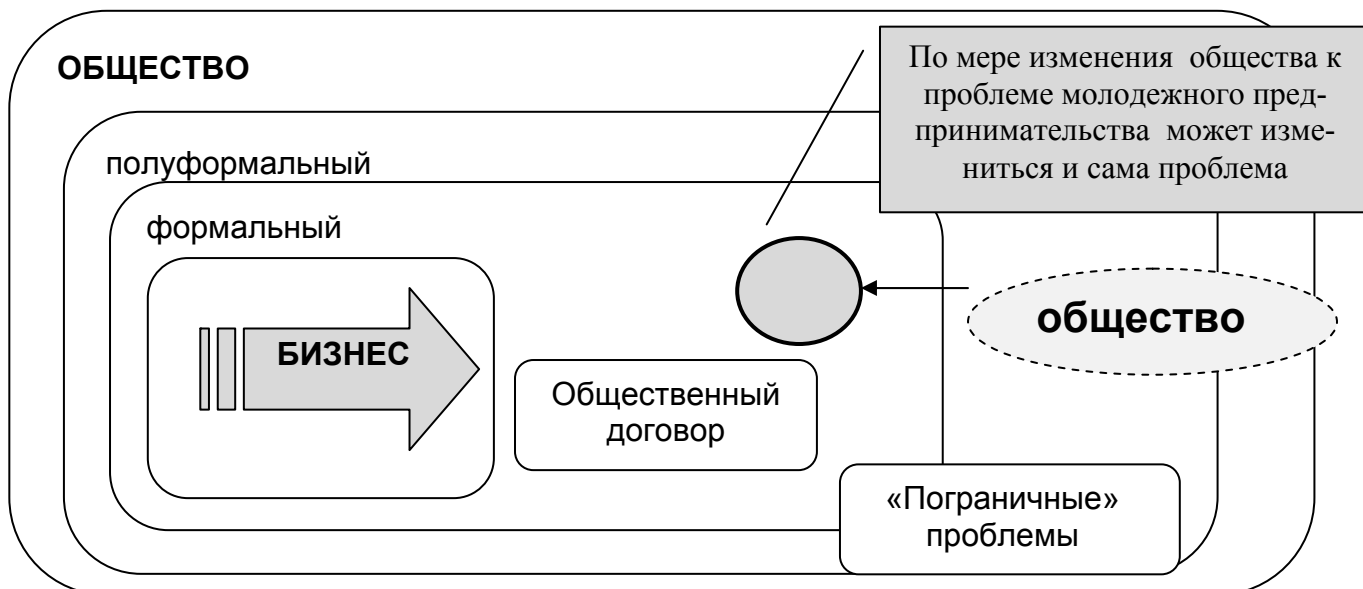 ОБЩЕСТВО
По мере изменения общества к
проблеме молодежного пред-
принимательства может изме-
ниться и сама проблема
полуформальный
формальный
БИЗНЕС
общество
Общественный
договор
«Пограничные»
проблемы